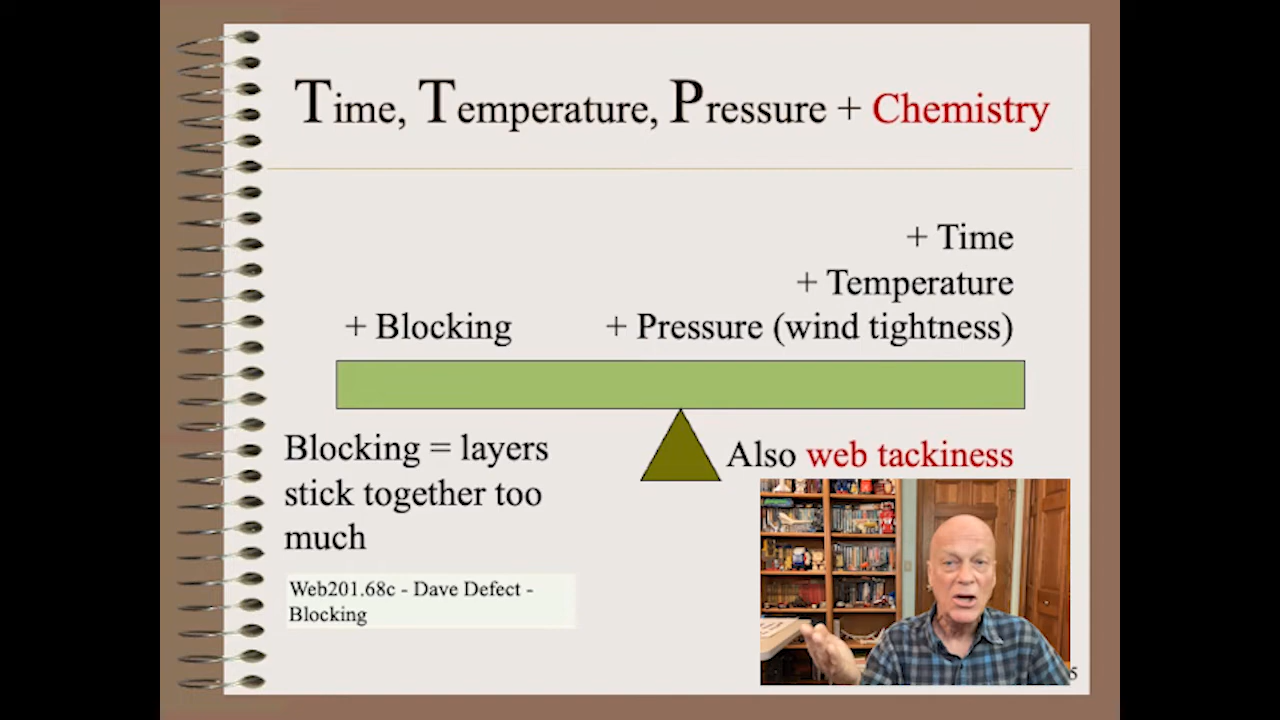 Time, Temperature, Pressure + Chemistry
+ Time
+ Temperature
+ Blocking
+ Pressure (wind tightness)
Blocking = layers
stick together too
much
Also web tackiness
Web201.68c - Dave Defect -
Blocking
5